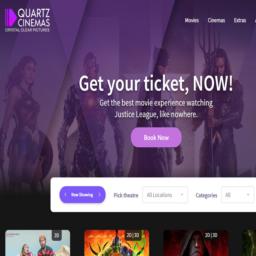 QUARTZ
CINEMAS
CRYSTAL CLEAR PICTURES
Movies Cinemas Extras
Get your ticket, NOW!
Get the best movie experience watching
Justice League, like nowhere.
Book Now
Now Showing Pick theatre All Locations Categories All
3D 2D | 3D 2D | 3D